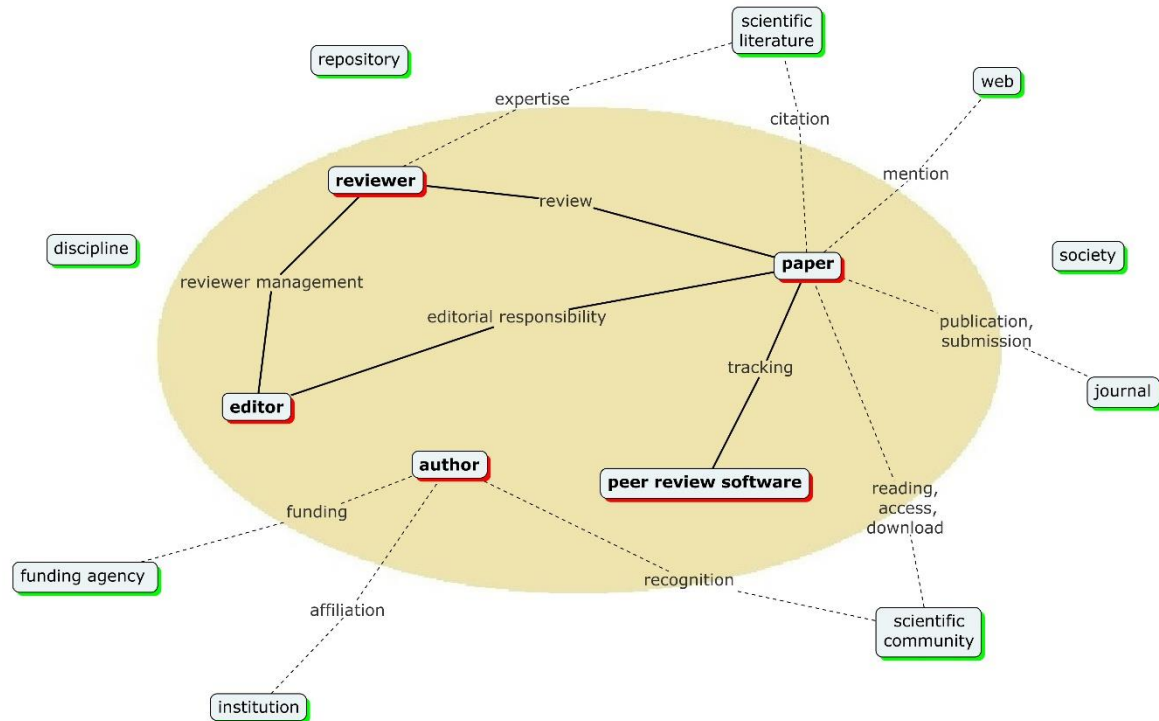 scientific
literature
repository
web
expertise
citation
mention
reviewer
review
discipline
society
paper
reviewer management
editorial responsibility
publication,
submission
tracking
journal
editor
author
peer review software
reading,
access,
download
funding
funding agency
recognition
affiliation
scientific
community
institution